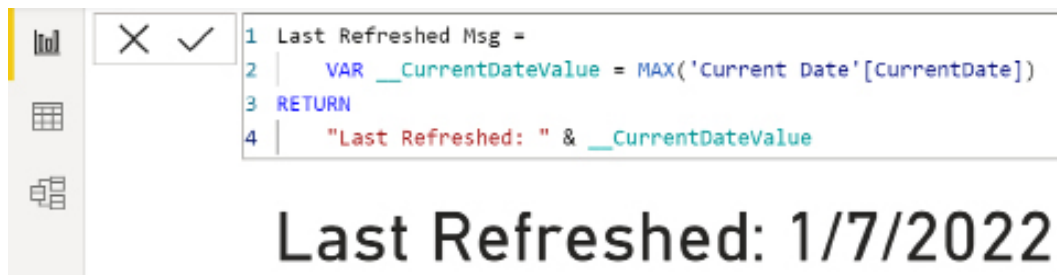 1 Last Refreshed Msg =
2 VAR __CurrentDateValue = MAX('Current Date'[CurrentDate])
3 RETURN
4 "Last Refreshed: " & __CurrentDateValue
Last Refreshed: 1/7/2022